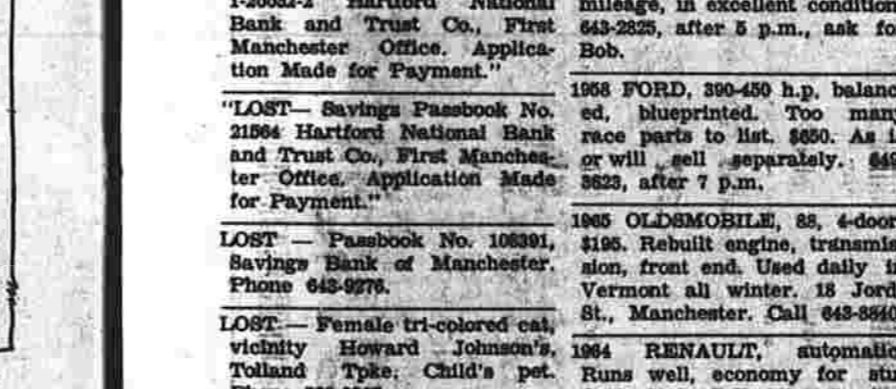 Hartford National
Bank and Trust Co., First
Manchester Office. Applica-
tion Made for Payment."
"LOST— Savings Passbook No.
21564 Hartford National Bank
and Trust Co., First Manches-
ter Office. Application Made
for Payment."
LOST — Passbook No. 108391,
Savings Bank of Manchester.
Phone 643-9276.
LOST — Female tri-colored cat,
vicinity Howard Johnson's,
Tolland Tpke. Child's pet.
mileage, in excellent condition
643-2825, after 5 p.m., ask fo
Bob.
1958 FORD, 390-450 h.p. balanc
ed, blueprinted. Too man
race parts to list. $650. As i
or will sell separately.
3623, after 7 p.m.
1965 OLDSMOBILE, 88, 4-door
$195. Rebuilt engine, transmis
sion, front end. Used daily i
Vermont all winter. 18 Jord
St., Manchester. Call 643-8840
1964 RENAULT, automatic
Runs well, economy for stu